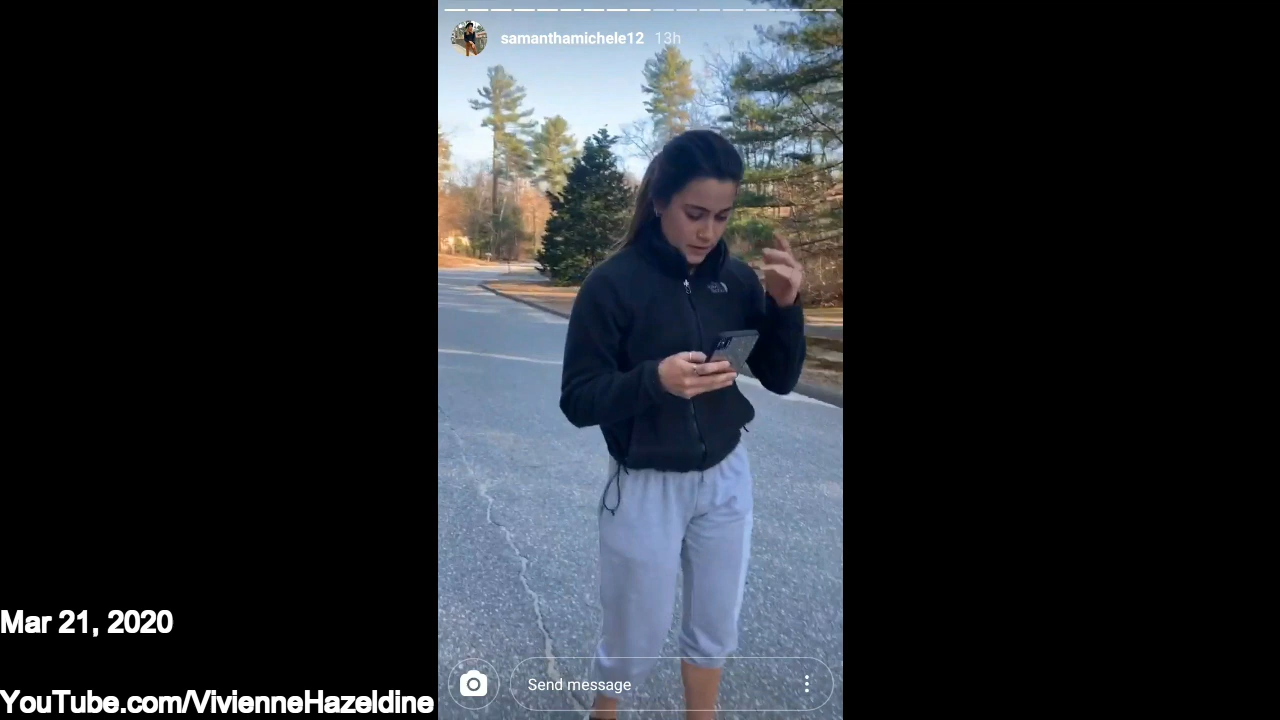 samanthamichele12 13h
Mar 21, 2020
Send message
YouTube.com/VivienneHazeldine